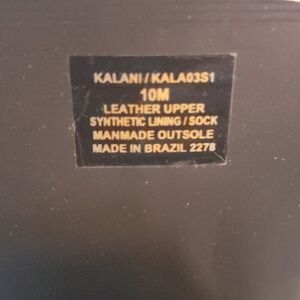 KALANI / KALA03S1
10M
LEATHER UPPER
SYNTHETIC LINING / SOCK
MANMADE OUTSOLE
MADE IN BRAZIL 2278